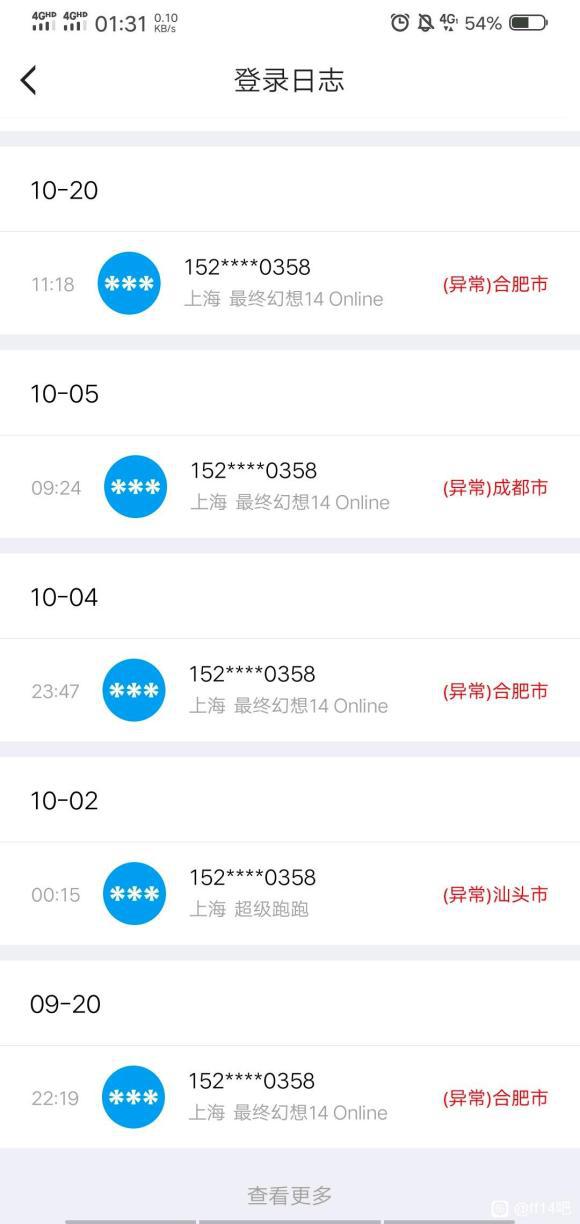 4GHD 4GHD 01:31 0.10 KB/s 4G 54%
登录日志
10-20
11:18 *** 152****0358 (异常)合肥市
上海 最终幻想14 Online
10-05
09:24 *** 152****0358 (异常)成都市
上海 最终幻想14 Online
10-04
23:47 *** 152****0358 (异常)合肥市
上海 最终幻想14 Online
10-02
00:15 *** 152****0358 (异常)汕头市
上海 超级跑跑
09-20
22:19 *** 152****0358 (异常)合肥市
上海 最终幻想14 Online
查看更多
@ff14吧